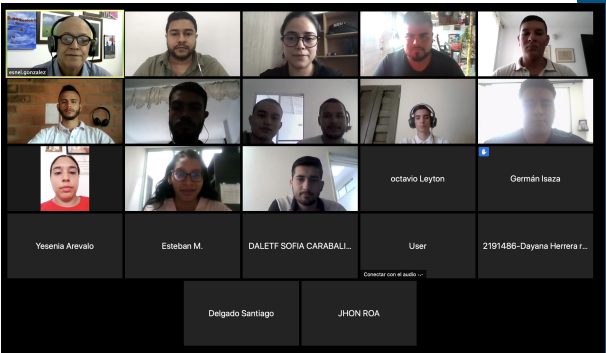 esnel.gonzalez
octavio Leyton
Germán Isaza
Yesenia Arevalo
Esteban M.
DALETF SOFIA CARABALI...
User
2191486-Dayana Herrera r...
Conectar con el audio -·-
Delgado Santiago
JHON ROA